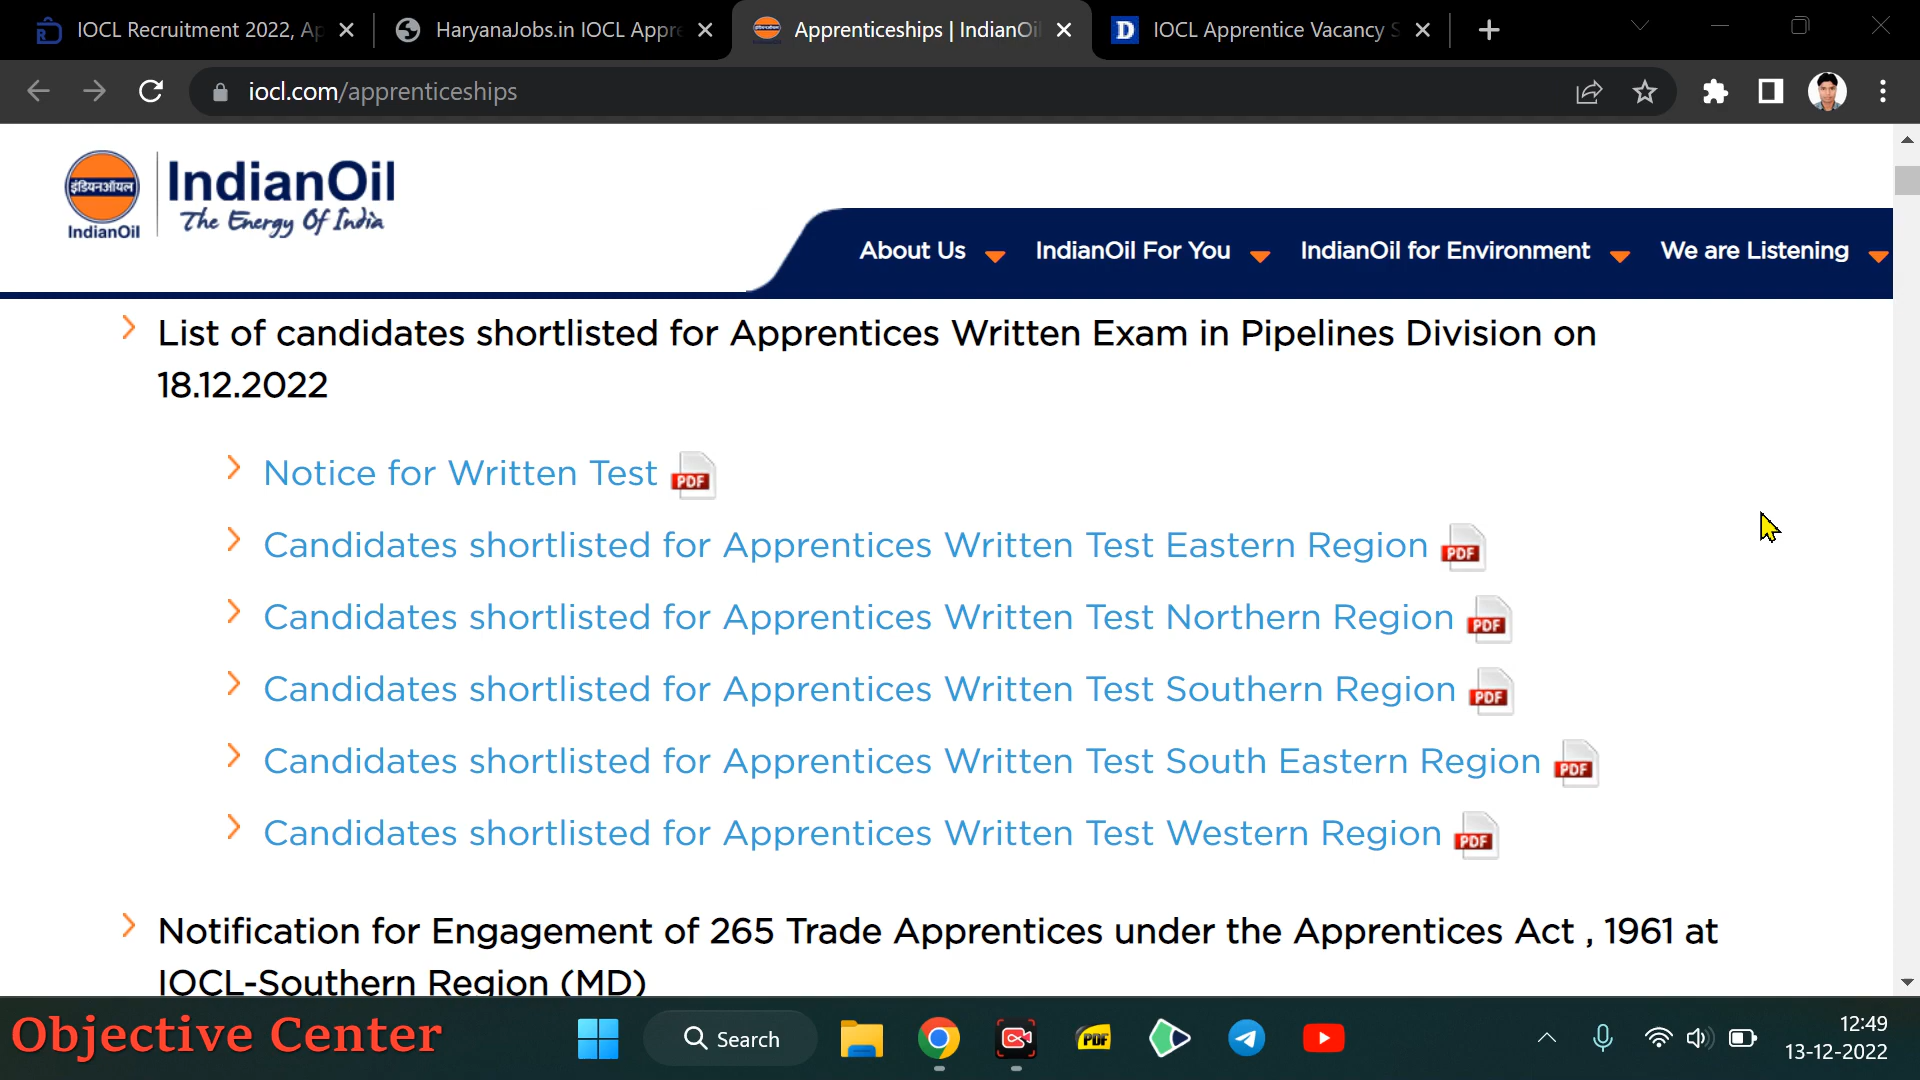 IOCL Recruitment 2022, Ap
HaryanaJobs.in IOCL Appre
Apprenticeships | IndianOil
IOCL Apprentice Vacancy S
iocl.com/apprenticeships
इंडियनऑयल
IndianOil
IndianOil
The Energy Of India
About Us
IndianOil For You
IndianOil for Environment
We are Listening
List of candidates shortlisted for Apprentices Written Exam in Pipelines Division on
18.12.2022
Notice for Written Test PDF
Candidates shortlisted for Apprentices Written Test Eastern Region PDF
Candidates shortlisted for Apprentices Written Test Northern Region PDF
Candidates shortlisted for Apprentices Written Test Southern Region PDF
Candidates shortlisted for Apprentices Written Test South Eastern Region PDF
Candidates shortlisted for Apprentices Written Test Western Region PDF
Notification for Engagement of 265 Trade Apprentices under the Apprentices Act , 1961 at
IOCL-Southern Region (MD)
Objective Center
Search
PDF
12:49
13-12-2022